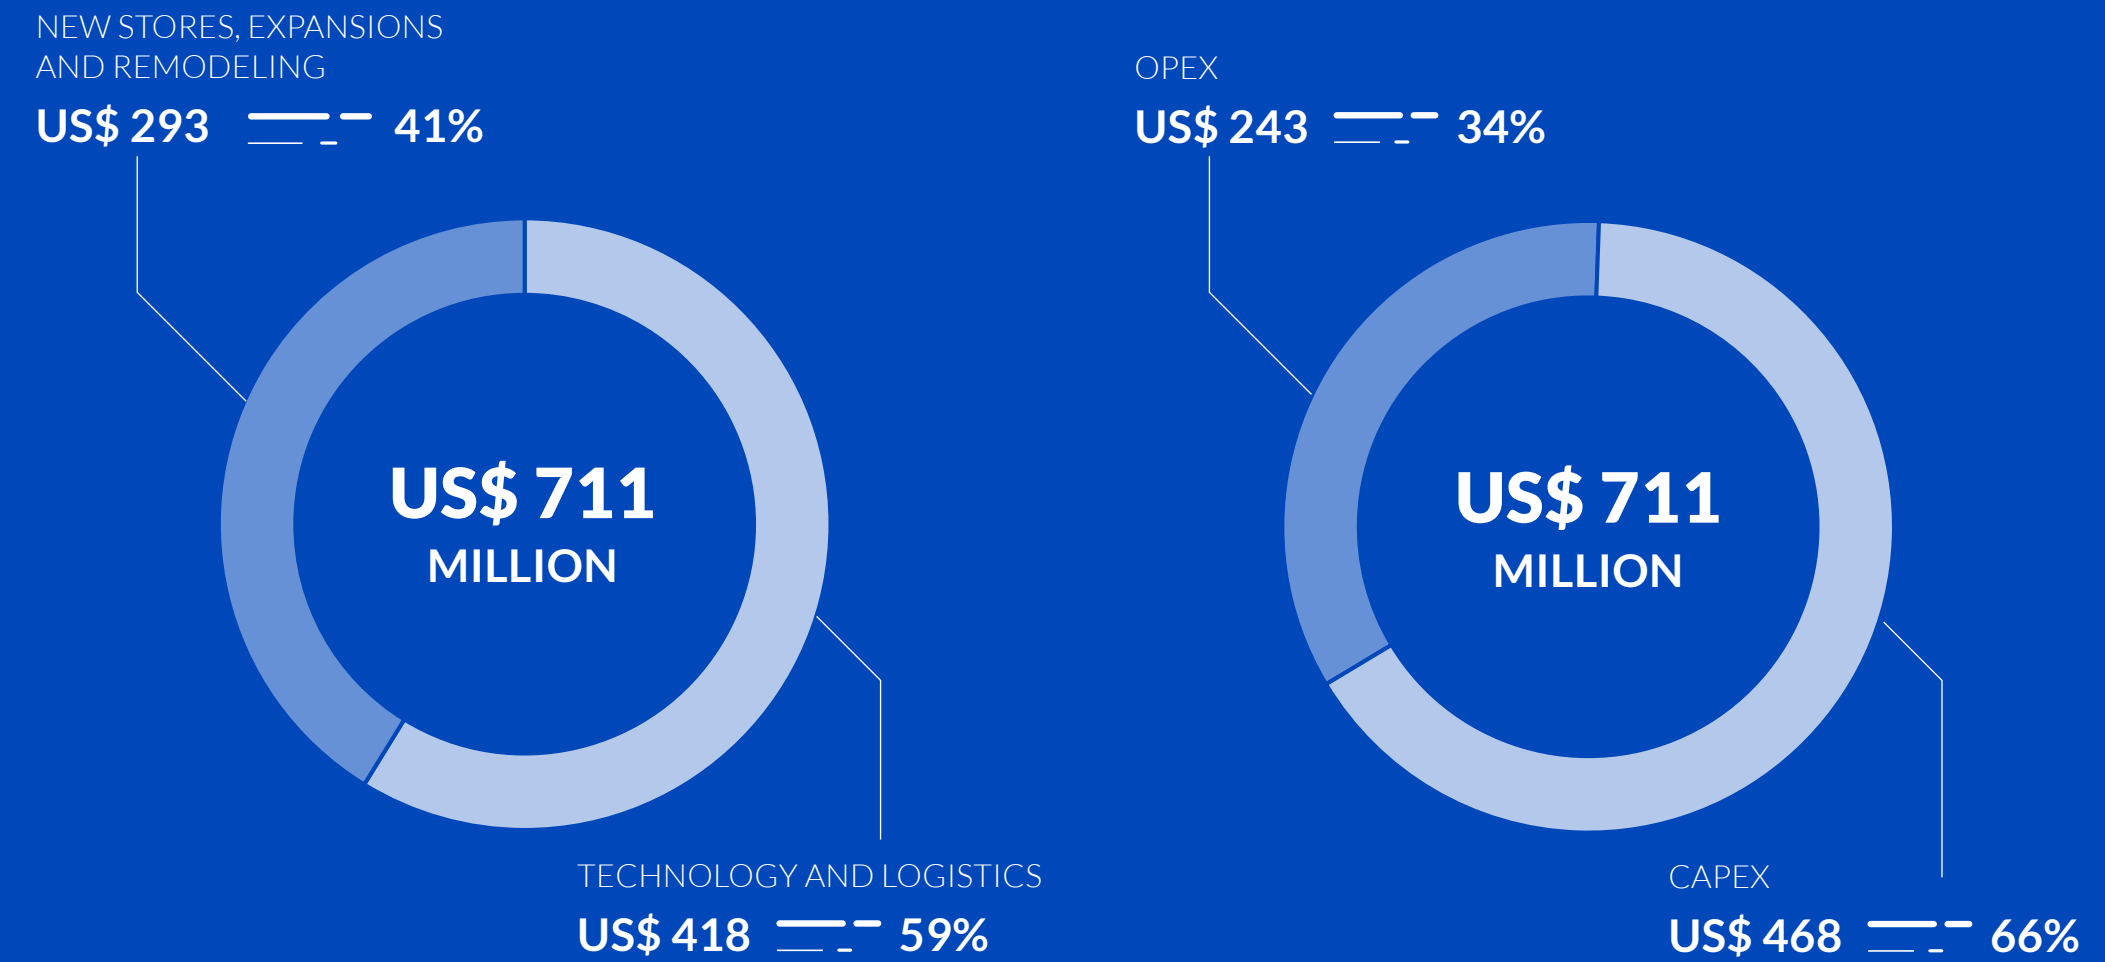 NEW STORES, EXPANSIONS
AND REMODELING
US$ 293 41%
US$ 711
MILLION
TECHNOLOGY AND LOGISTICS
US$ 418 59%
OPEX
US$ 243 34%
US$ 711
MILLION
CAPEX
US$ 468 66%